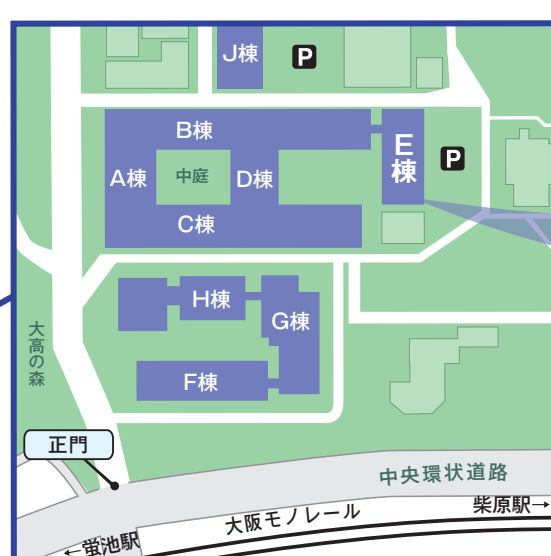 J棟
P
B棟
E棟
P
A棟
中庭
D棟
C棟
H棟
G棟
大高の森
F棟
正門
中央環状道路
柴原駅→
大阪モノレール
←蛍池駅